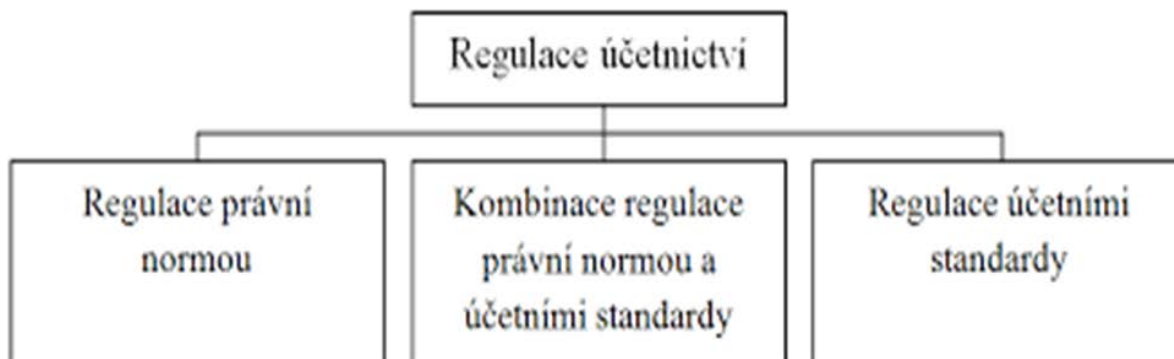 Regulace účetnictví
Regulace právní
normou
Kombinace regulace
právní normou a
účetními standardy
Regulace účetními
standardy